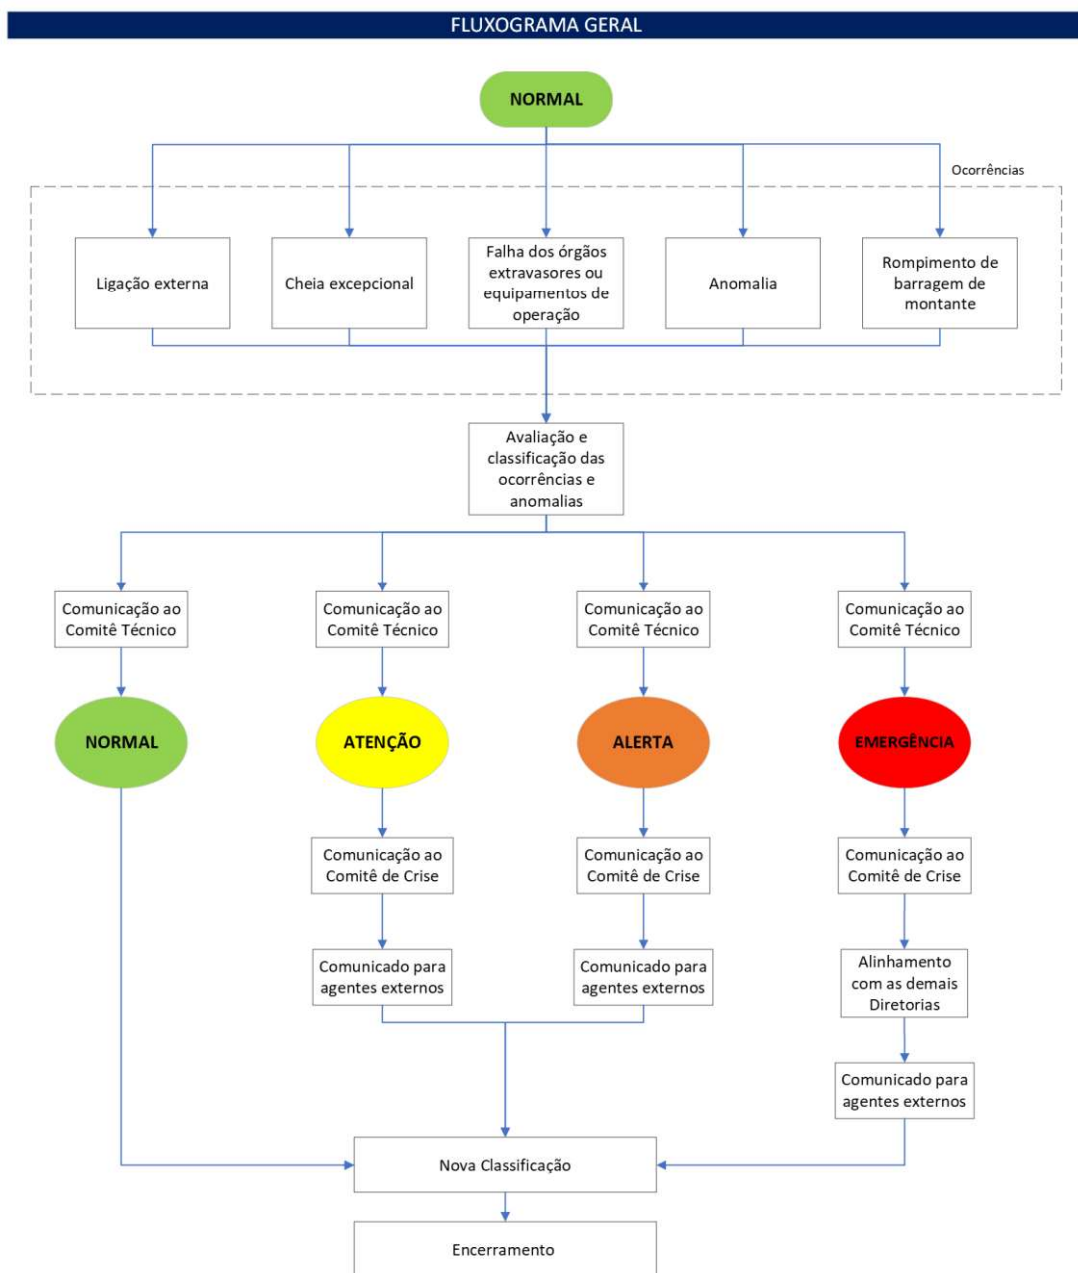 FLUXOGRAMA GERAL
NORMAL
Ocorrências
Ligação externa
Cheia excepcional
Falha dos órgãos
extravasores ou
equipamentos de
operação
Anomalia
Rompimento de
barragem de
montante
Avaliação e
classificação das
ocorrências e
anomalias
Comunicação ao
Comitê Técnico
Comunicação ao
Comitê Técnico
Comunicação ao
Comitê Técnico
Comunicação ao
Comitê Técnico
NORMAL
ATENÇÃO
ALERTA
EMERGÊNCIA
Comunicação ao
Comitê de Crise
Comunicação ao
Comitê de Crise
Comunicação ao
Comitê de Crise
Comunicado para
agentes externos
Comunicado para
agentes externos
Alinhamento
com as demais
Diretorias
Comunicado para
agentes externos
Nova Classificação
Encerramento